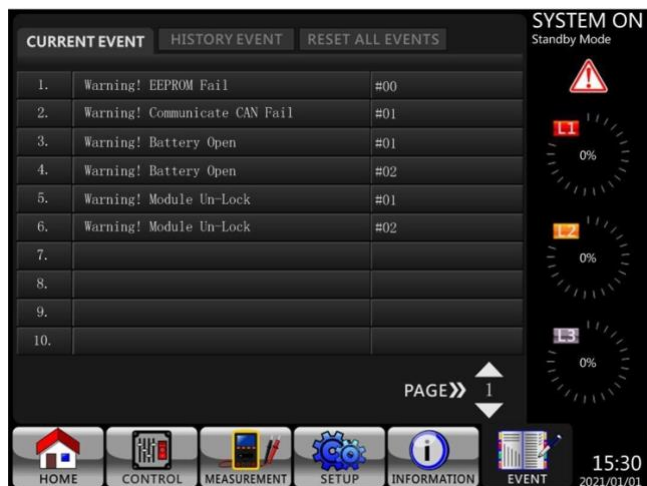 SYSTEM ON
Standby Mode
CURRENT EVENT HISTORY EVENT RESET ALL EVENTS
1. Warning! EEPROM Fail #00
2. Warning! Communicate CAN Fail #01
3. Warning! Battery Open #01
4. Warning! Battery Open #02
5. Warning! Module Un-Lock #01
6. Warning! Module Un-Lock #02
7.
8.
9.
10.
L1
0%
L2
0%
L3
0%
PAGE 1
HOME CONTROL MEASUREMENT SETUP INFORMATION EVENT
15:30
2021/01/01